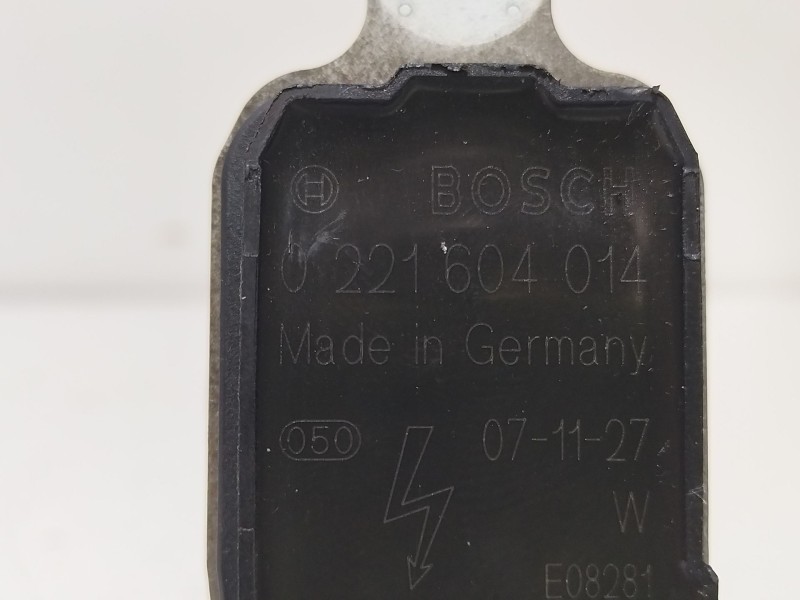 BOSCH
0 221 604 014
Made in Germany
050 07-11-27
W
E08281